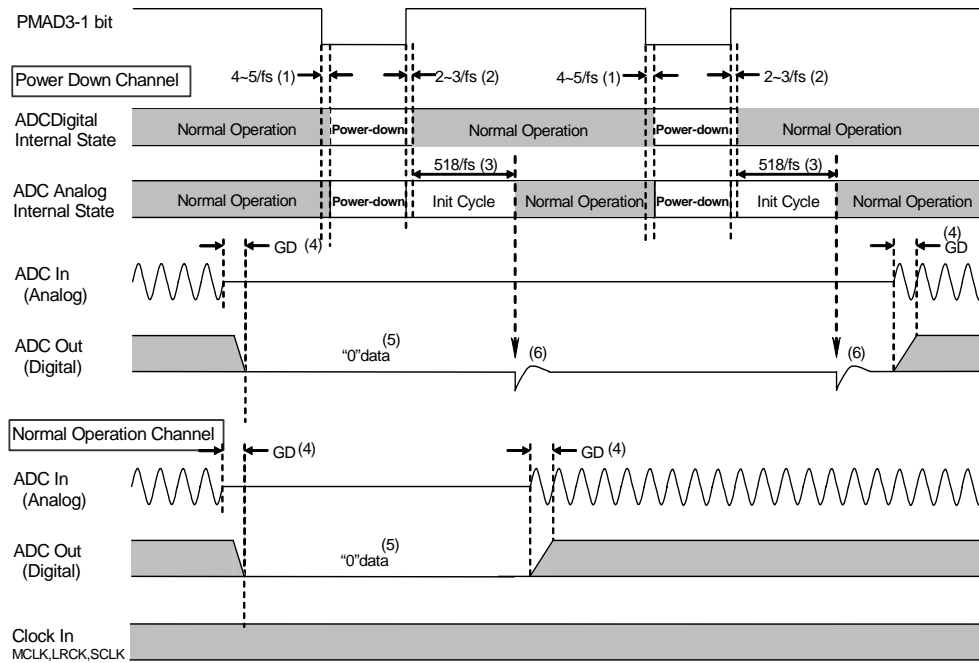 PMAD3-1 bit
4~5/fs (1)
2~3/fs (2)
4~5/fs (1)
2~3/fs (2)
Power Down Channel
ADCDigital
Internal State
Normal Operation
Power-down
Normal Operation
Power-down
Normal Operation
518/fs (3)
518/fs (3)
ADC Analog
Internal State
Normal Operation
Power-down
Init Cycle
Normal Operation
Power-down
Init Cycle
Normal Operation
GD (4)
(4)
GD
ADC In
(Analog)
ADC Out
(Digital)
"0"data (5)
(6)
(6)
Normal Operation Channel
GD (4)
GD (4)
ADC In
(Analog)
ADC Out
(Digital)
"0"data (5)
Clock In
MCLK,LRCK,SCLK